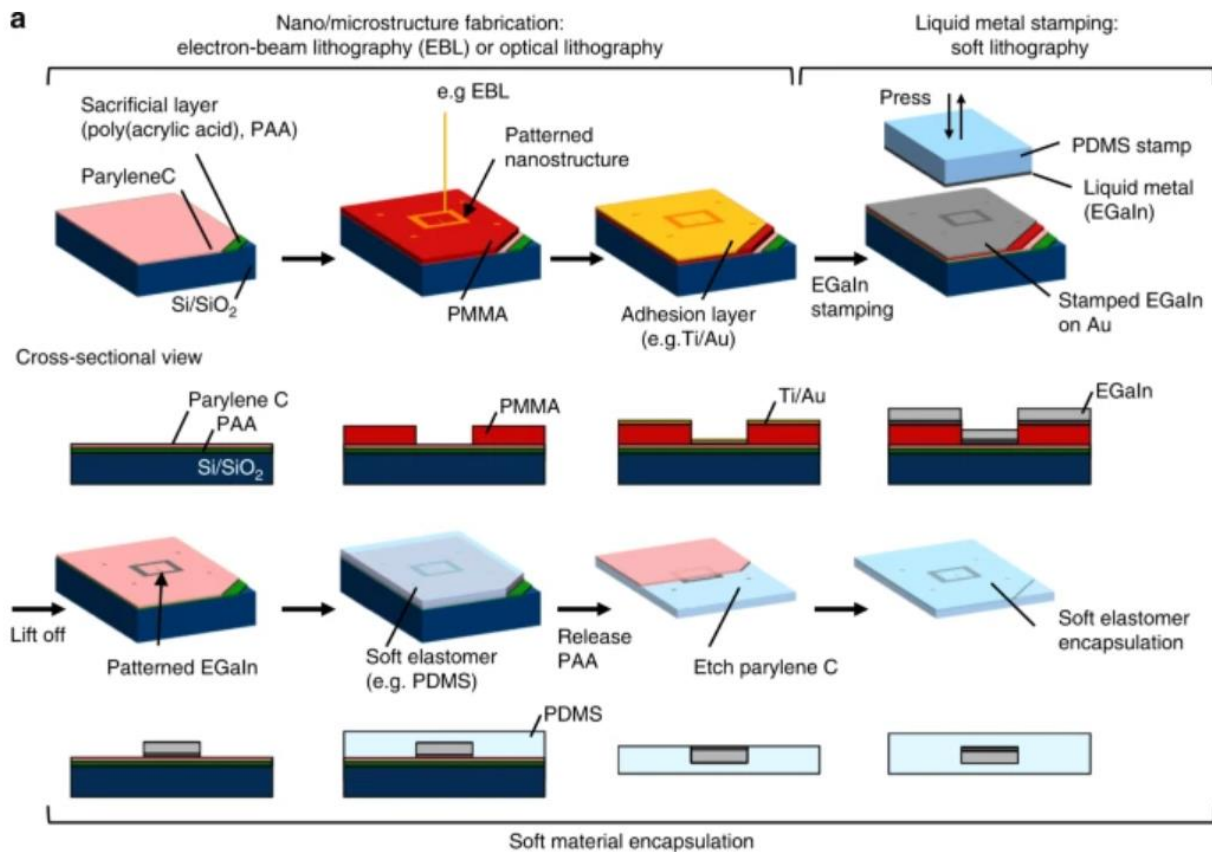 a
Nano/microstructure fabrication:
electron-beam lithography (EBL) or optical lithography
Liquid metal stamping:
soft lithography
Sacrificial layer
(poly(acrylic acid), PAA)
ParyleneC
Si/SiO2
e.g EBL
Patterned
nanostructure
PMMA
Adhesion layer
(e.g.Ti/Au)
EGaIn
stamping
Press
PDMS stamp
Liquid metal
(EGaIn)
Stamped EGaIn
on Au
Cross-sectional view
Parylene C
PAA
Si/SiO2
PMMA
Ti/Au
EGaIn
Lift off
Patterned EGaIn
Soft elastomer
(e.g. PDMS)
Release
PAA
Etch parylene C
Soft elastomer
encapsulation
PDMS
Soft material encapsulation